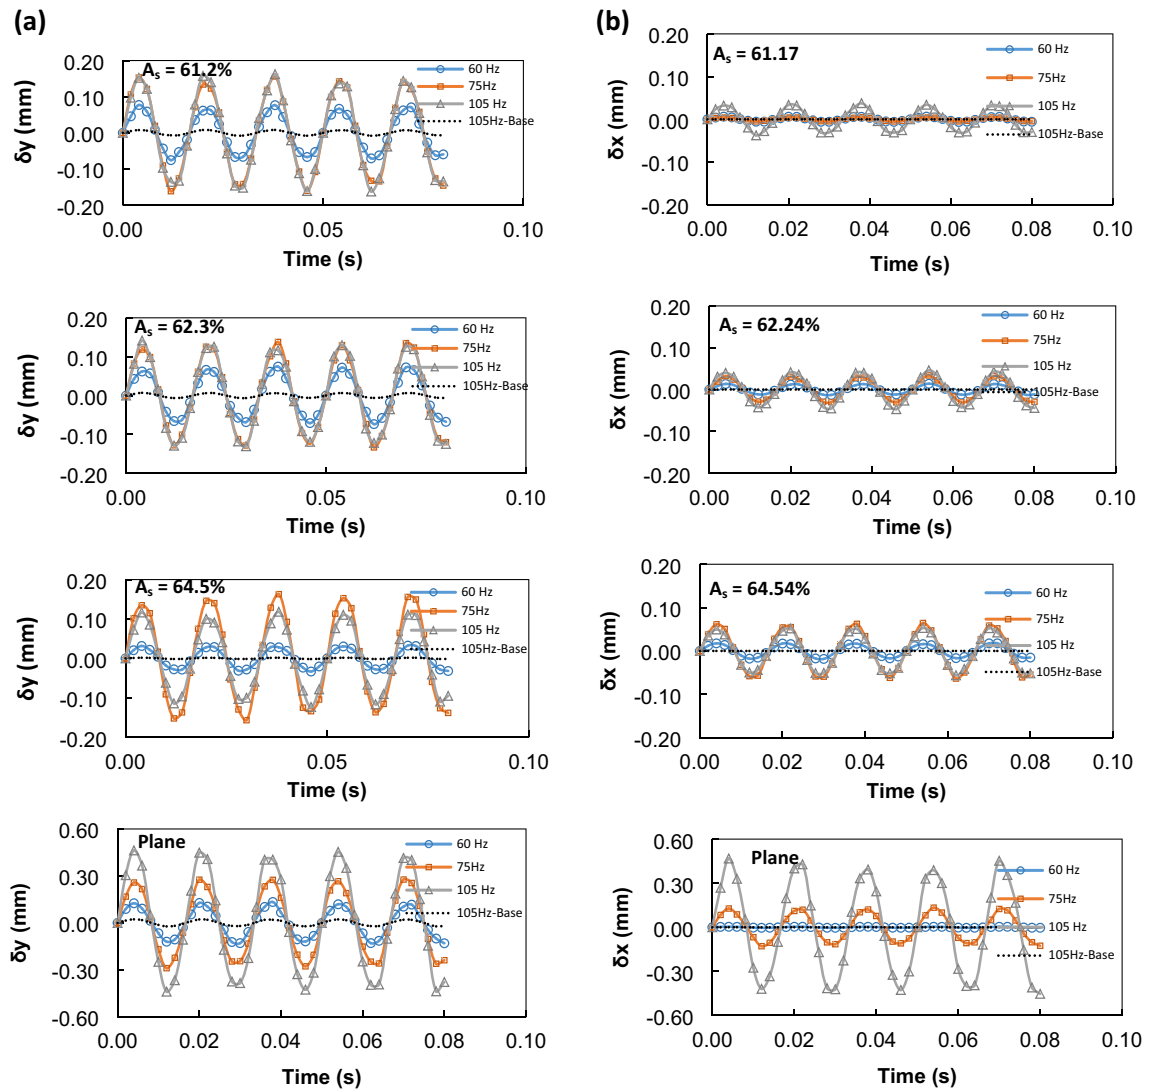 (a)
0.20
0.10
0.00
-0.10
-0.20
δy (mm)
A_s = 61.2%
60 Hz
75Hz
105 Hz
105Hz-Base
0.00
0.05
0.10
Time (s)
0.20
0.10
0.00
-0.10
-0.20
δy (mm)
A_s = 62.3%
60 Hz
75Hz
105 Hz
105Hz-Base
0.00
0.05
0.10
Time (s)
0.20
0.10
0.00
-0.10
-0.20
δy (mm)
A_s = 64.5%
60 Hz
75Hz
105 Hz
105Hz-Base
0.00
0.05
0.10
Time (s)
0.60
0.30
0.00
-0.30
-0.60
δy (mm)
Plane
60 Hz
75Hz
105 Hz
105Hz-Base
0.00
0.02
0.04
0.06
0.08
0.10
Time (s)
(b)
0.20
0.10
0.00
-0.10
-0.20
δx (mm)
A_s = 61.17
60 Hz
75Hz
105 Hz
105Hz-Base
0.00
0.02
0.04
0.06
0.08
0.10
Time (s)
0.20
0.10
0.00
-0.10
-0.20
δx (mm)
A_s = 62.24%
60 Hz
75Hz
105 Hz
105Hz-Base
0.00
0.02
0.04
0.06
0.08
0.10
Time (s)
0.20
0.10
0.00
-0.10
-0.20
δx (mm)
A_s = 64.54%
60 Hz
75Hz
105 Hz
105Hz-Base
0.00
0.02
0.04
0.06
0.08
0.10
Time (s)
0.60
0.30
0.00
-0.30
-0.60
δx (mm)
Plane
60 Hz
75Hz
105 Hz
105Hz-Base
0.00
0.02
0.04
0.06
0.08
0.10
Time (s)